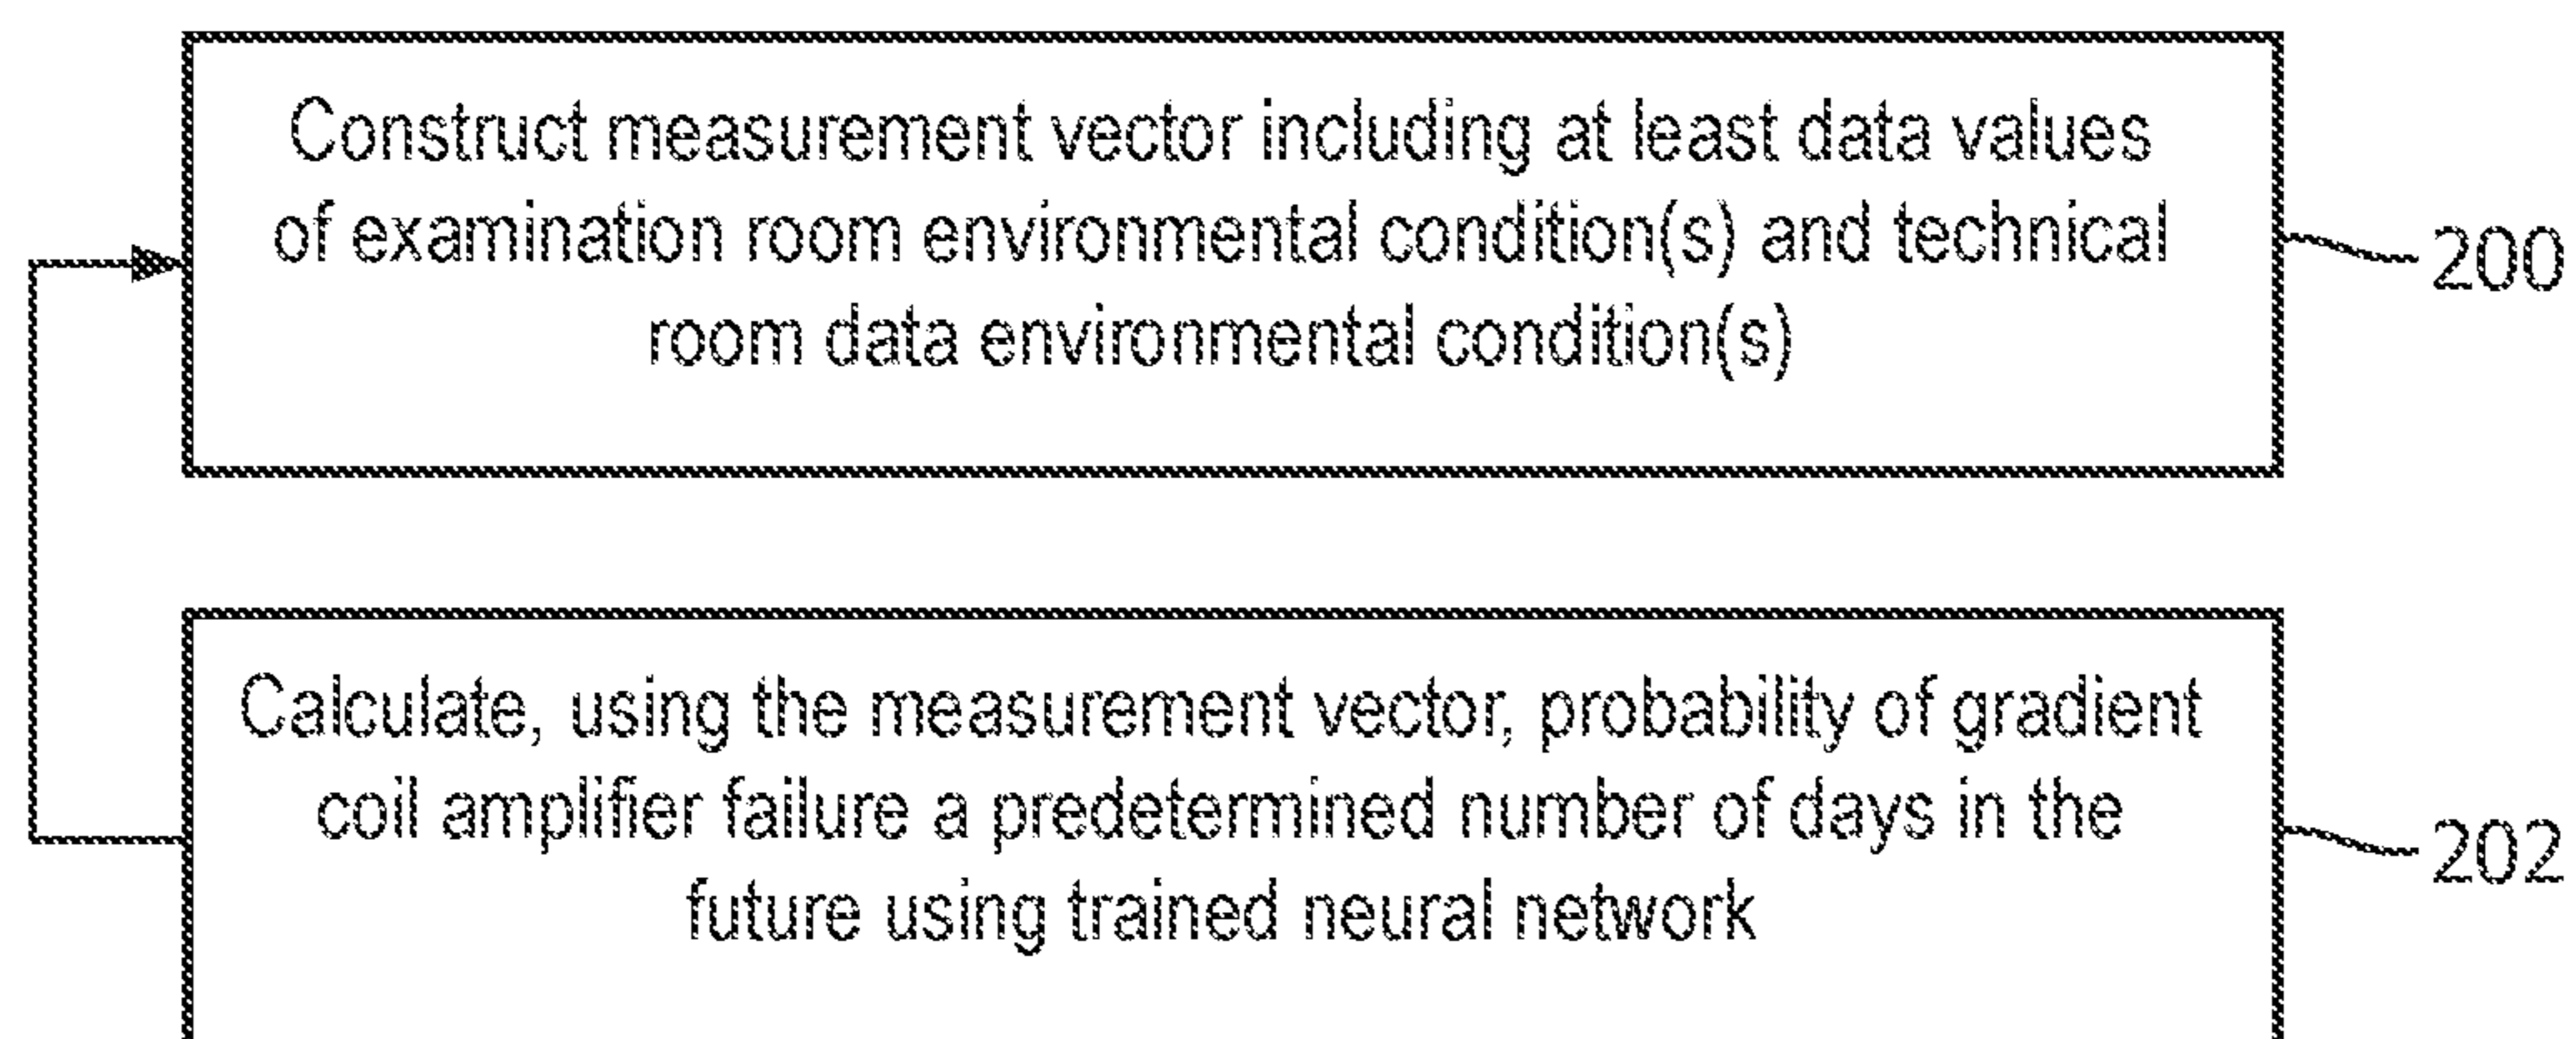 Construct measurement vector including at least data values
of examination room environmental condition(s) and technical
room data environmental condition(s)
200
Calculate, using the measurement vector, probability of gradient
coil amplifier failure a predetermined number of days in the
future using trained neural network
202